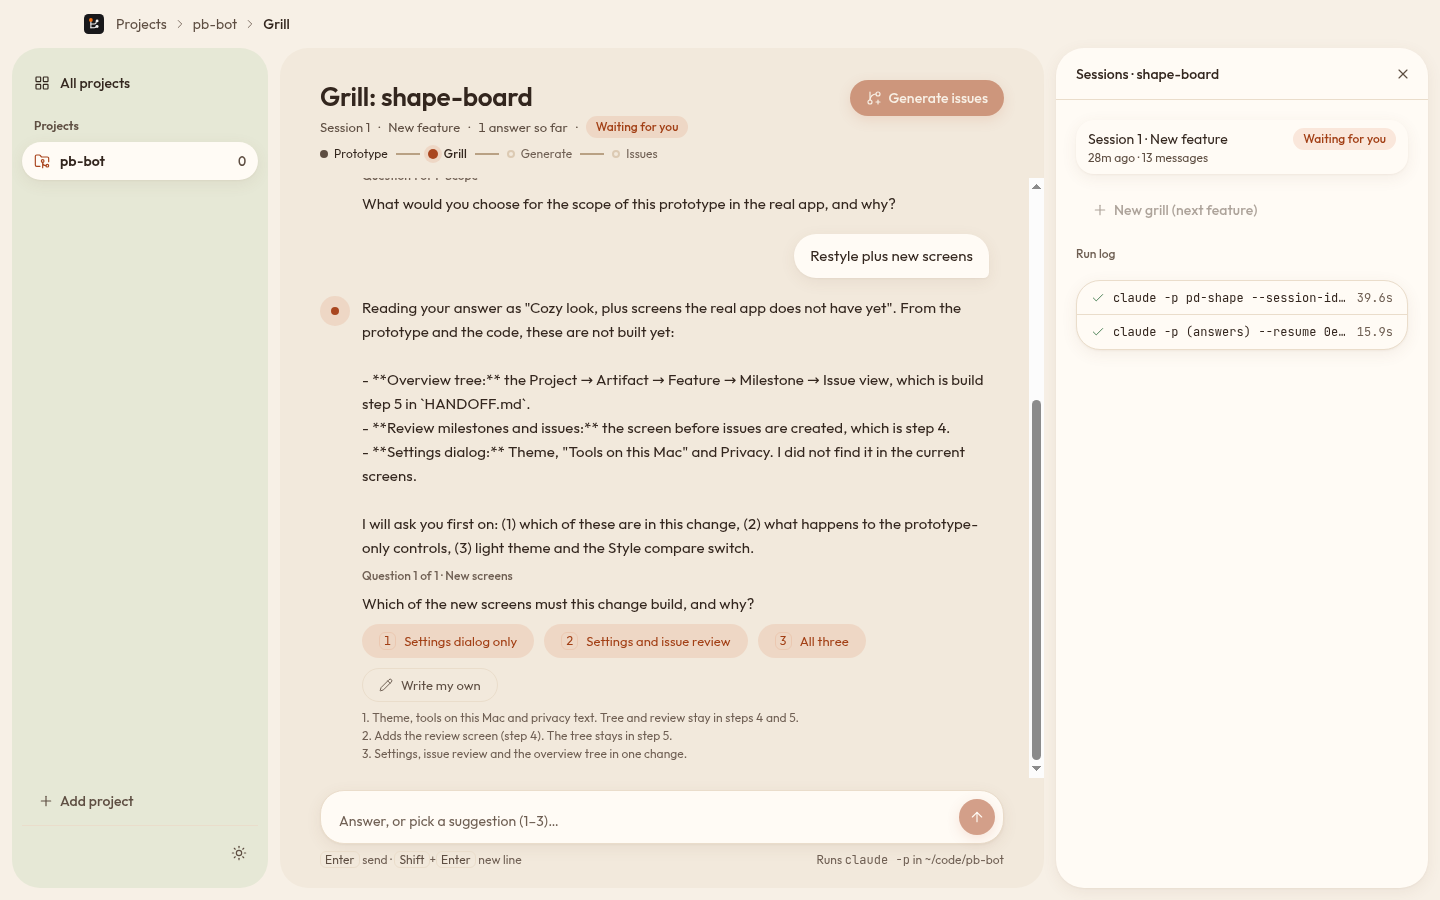 Projects > pb-bot > Grill
All projects
Projects
pb-bot 0
Add project
Grill: shape-board
Generate issues
Session 1 · New feature · 1 answer so far · Waiting for you
Prototype Grill Generate Issues
What would you choose for the scope of this prototype in the real app, and why?
Restyle plus new screens
Reading your answer as "Cozy look, plus screens the real app does not have yet". From the
prototype and the code, these are not built yet:
- **Overview tree:** the Project → Artifact → Feature → Milestone → Issue view, which is build
step 5 in `HANDOFF.md`.
- **Review milestones and issues:** the screen before issues are created, which is step 4.
- **Settings dialog:** Theme, "Tools on this Mac" and Privacy. I did not find it in the current
screens.
I will ask you first on: (1) which of these are in this change, (2) what happens to the prototype-
only controls, (3) light theme and the Style compare switch.
Question 1 of 1 · New screens
Which of the new screens must this change build, and why?
1 Settings dialog only
2 Settings and issue review
3 All three
Write my own
1. Theme, tools on this Mac and privacy text. Tree and review stay in steps 4 and 5.
2. Adds the review screen (step 4). The tree stays in step 5.
3. Settings, issue review and the overview tree in one change.
Answer, or pick a suggestion (1–3)...
Enter send · Shift + Enter new line
Runs claude -p in ~/code/pb-bot
Sessions · shape-board
Session 1 · New feature Waiting for you
28m ago · 13 messages
New grill (next feature)
Run log
claude -p pd-shape --session-id… 39.6s
claude -p (answers) --resume 0e… 15.9s